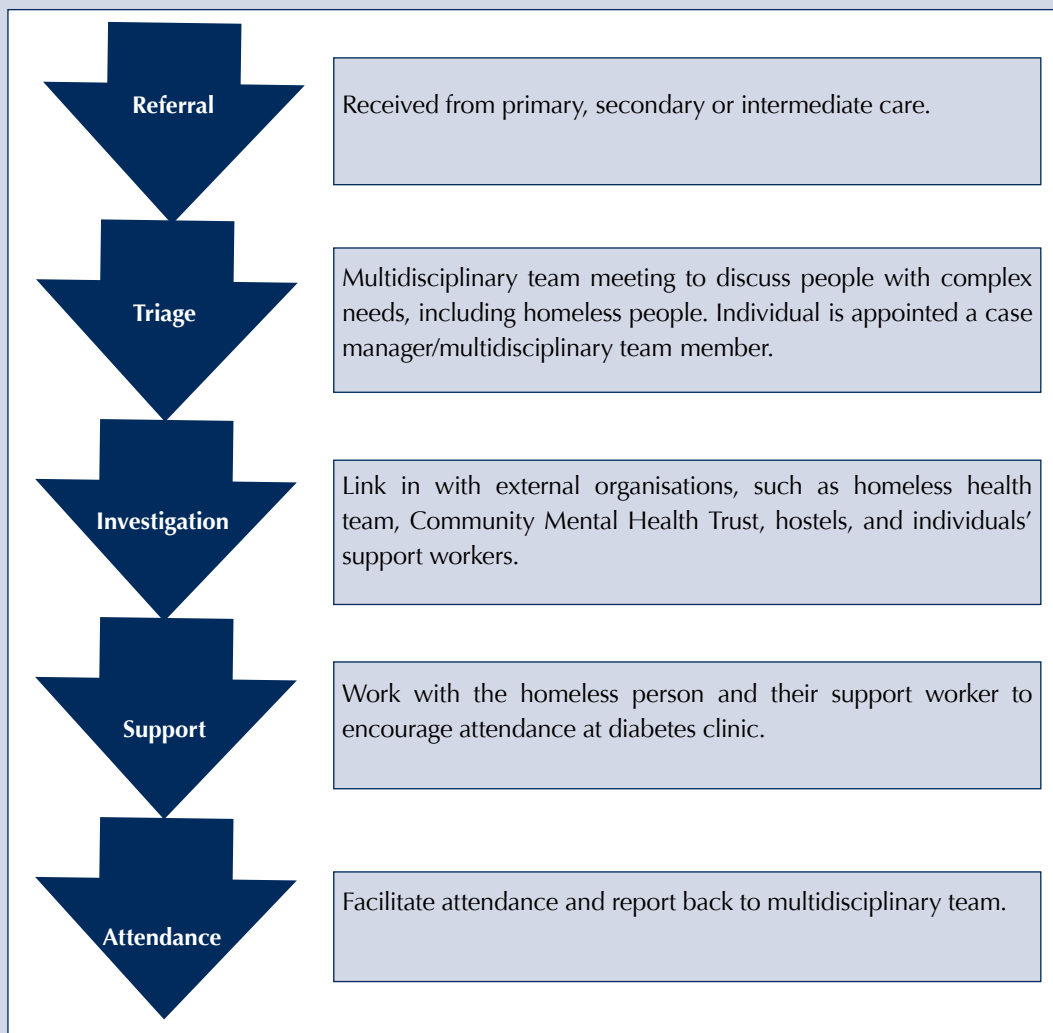 Referral
Received from primary, secondary or intermediate care.
Triage
Multidisciplinary team meeting to discuss people with complex
needs, including homeless people. Individual is appointed a case
manager/multidisciplinary team member.
Investigation
Link in with external organisations, such as homeless health
team, Community Mental Health Trust, hostels, and individuals’
support workers.
Support
Work with the homeless person and their support worker to
encourage attendance at diabetes clinic.
Attendance
Facilitate attendance and report back to multidisciplinary team.